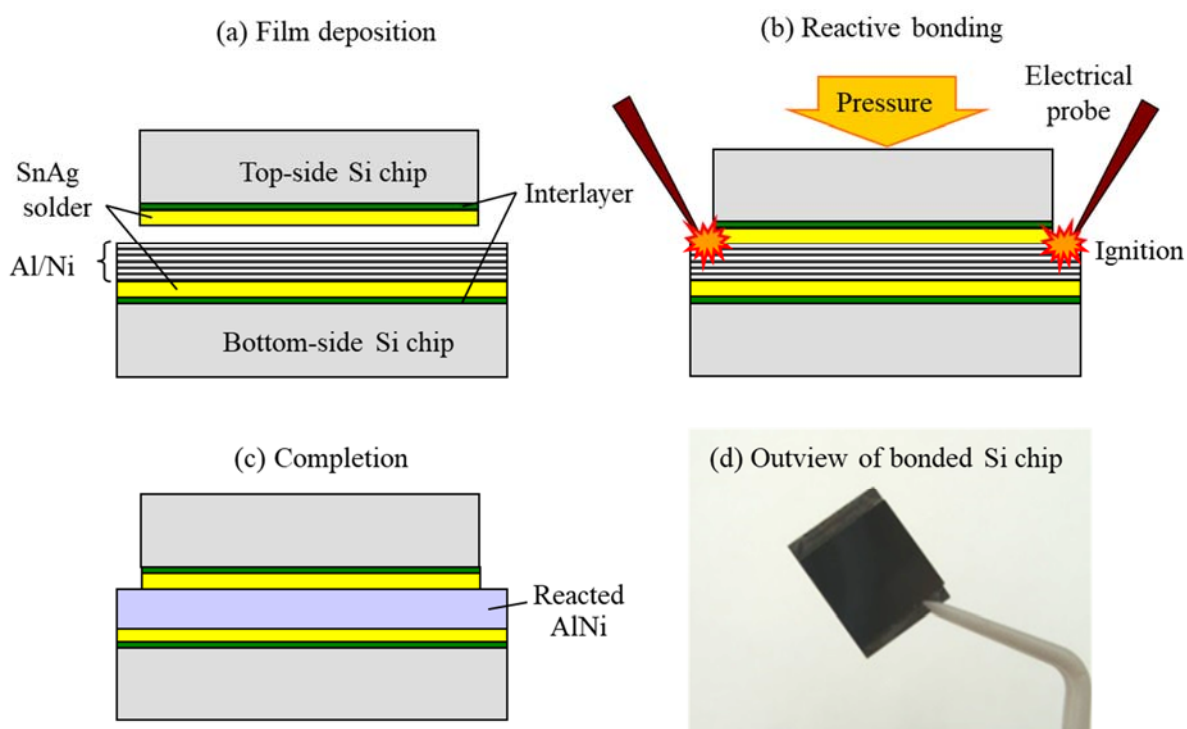 (a) Film deposition
SnAg
solder
Top-side Si chip
Interlayer
Al/Ni
Bottom-side Si chip
(b) Reactive bonding
Pressure
Electrical
probe
Ignition
(c) Completion
Reacted
AlNi
(d) Outview of bonded Si chip